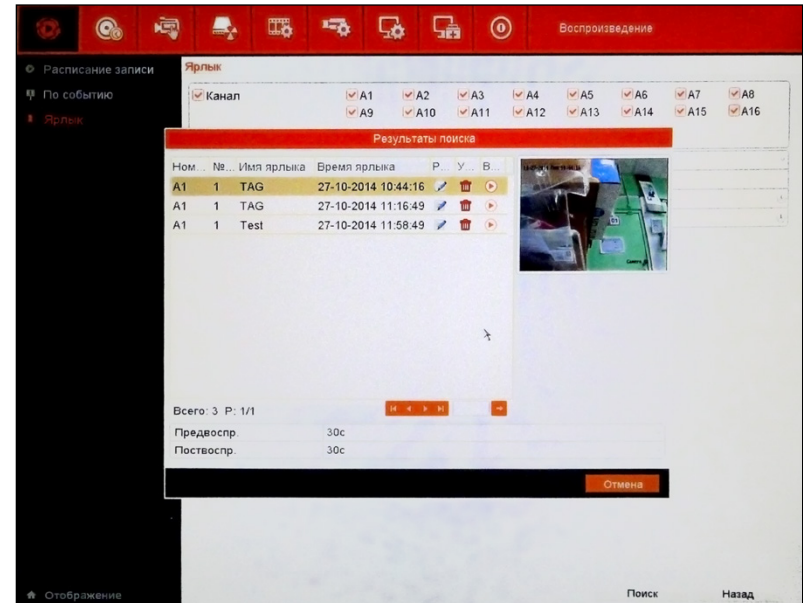 Воспроизведение
Расписание записи
По событию
Ярлык
Ярлык
Канал
A1 A2 A3 A4 A5 A6 A7 A8
A9 A10 A11 A12 A13 A14 A15 A16
Результаты поиска
Ном... №... Имя ярлыка Время ярлыка Р... У... В...
A1 1 TAG 27-10-2014 10:44:16
A1 1 TAG 27-10-2014 11:16:49
A1 1 Test 27-10-2014 11:58:49
Всего: 3 Р: 1/1
Предвоспр. 30с
Поствоспр. 30с
Отмена
Отображение
Поиск Назад